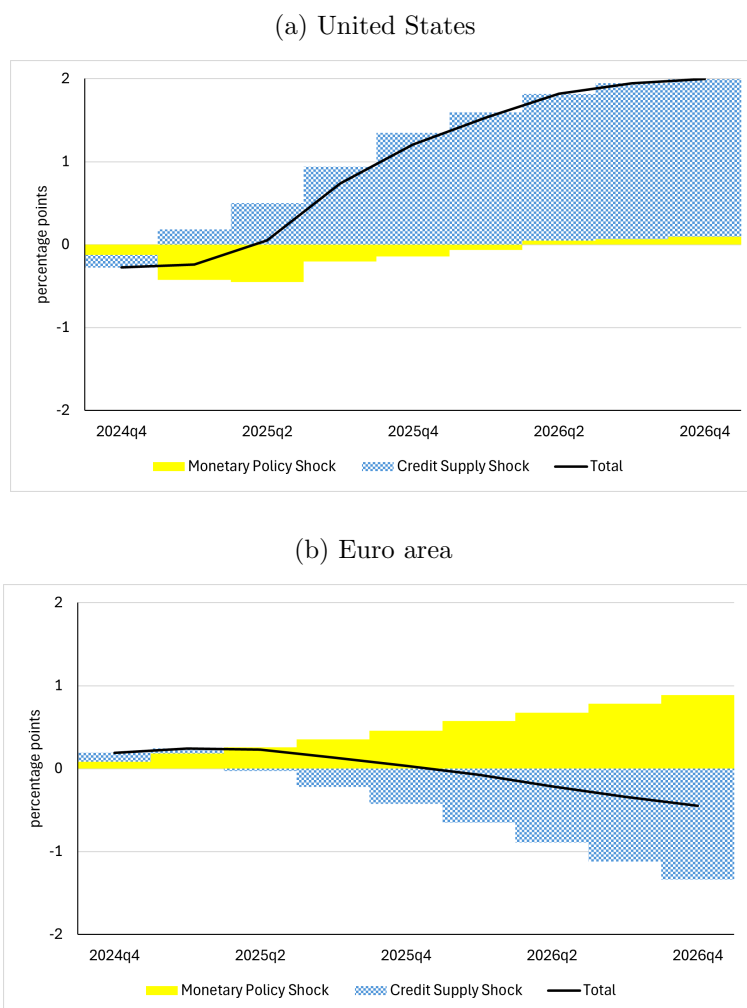 (a) United States
2
1
0
-1
-2
percentage points
2024q4 2025q2 2025q4 2026q2 2026q4
Monetary Policy Shock Credit Supply Shock Total
(b) Euro area
2
1
0
-1
-2
percentage points
2024q4 2025q2 2025q4 2026q2 2026q4
Monetary Policy Shock Credit Supply Shock Total